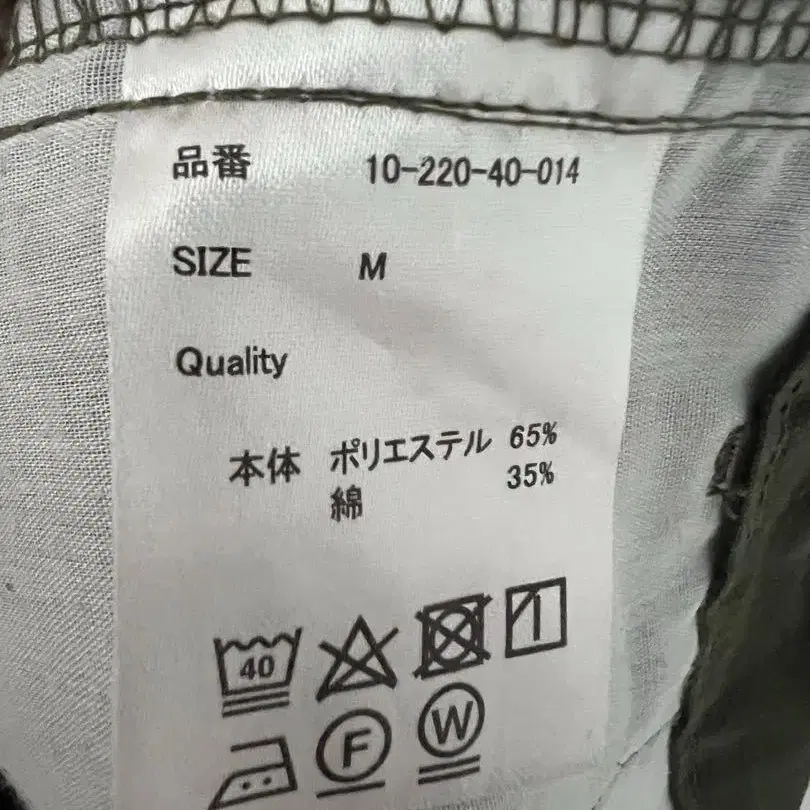 品番 10-220-40-014
SIZE M
Quality
本体 ポリエステル 65%
綿 35%
40
F W